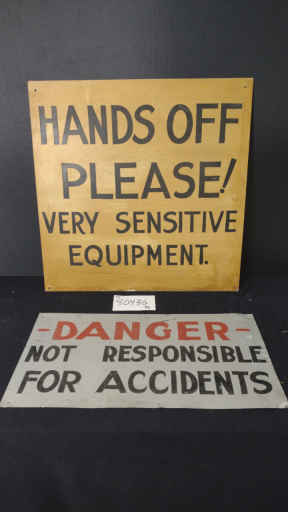 HANDS OFF
PLEASE!
VERY SENSITIVE
EQUIPMENT.
-DANGER-
NOT RESPONSIBLE
FOR ACCIDENTS